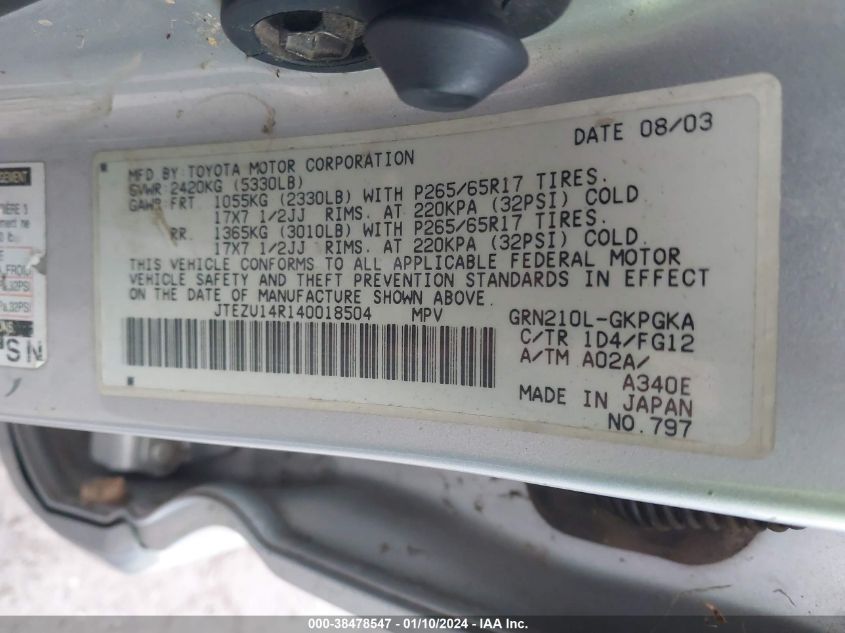 DATE 08/03
MFD BY: TOYOTA MOTOR CORPORATION
GVWR 2420KG (5330LB)
GAWR FRT 1055KG (2330LB) WITH P265/65R17 TIRES.
17X7 1/2JJ RIMS. AT 220KPA (32PSI) COLD
RR. 1365KG (3010LB) WITH P265/65R17 TIRES.
17X7 1/2JJ RIMS. AT 220KPA (32PSI) COLD
THIS VEHICLE CONFORMS TO ALL APPLICABLE FEDERAL MOTOR
VEHICLE SAFETY AND THEFT PREVENTION STANDARDS IN EFFECT
ON THE DATE OF MANUFACTURE SHOWN ABOVE.
JTEZU14R140018504 MPV
GRN210L-GKPGKA
C/TR 1D4/FG12
A/TM A02A/
A340E
MADE IN JAPAN
NO.797
000-38478547 - 01/10/2024 - IAAI.com